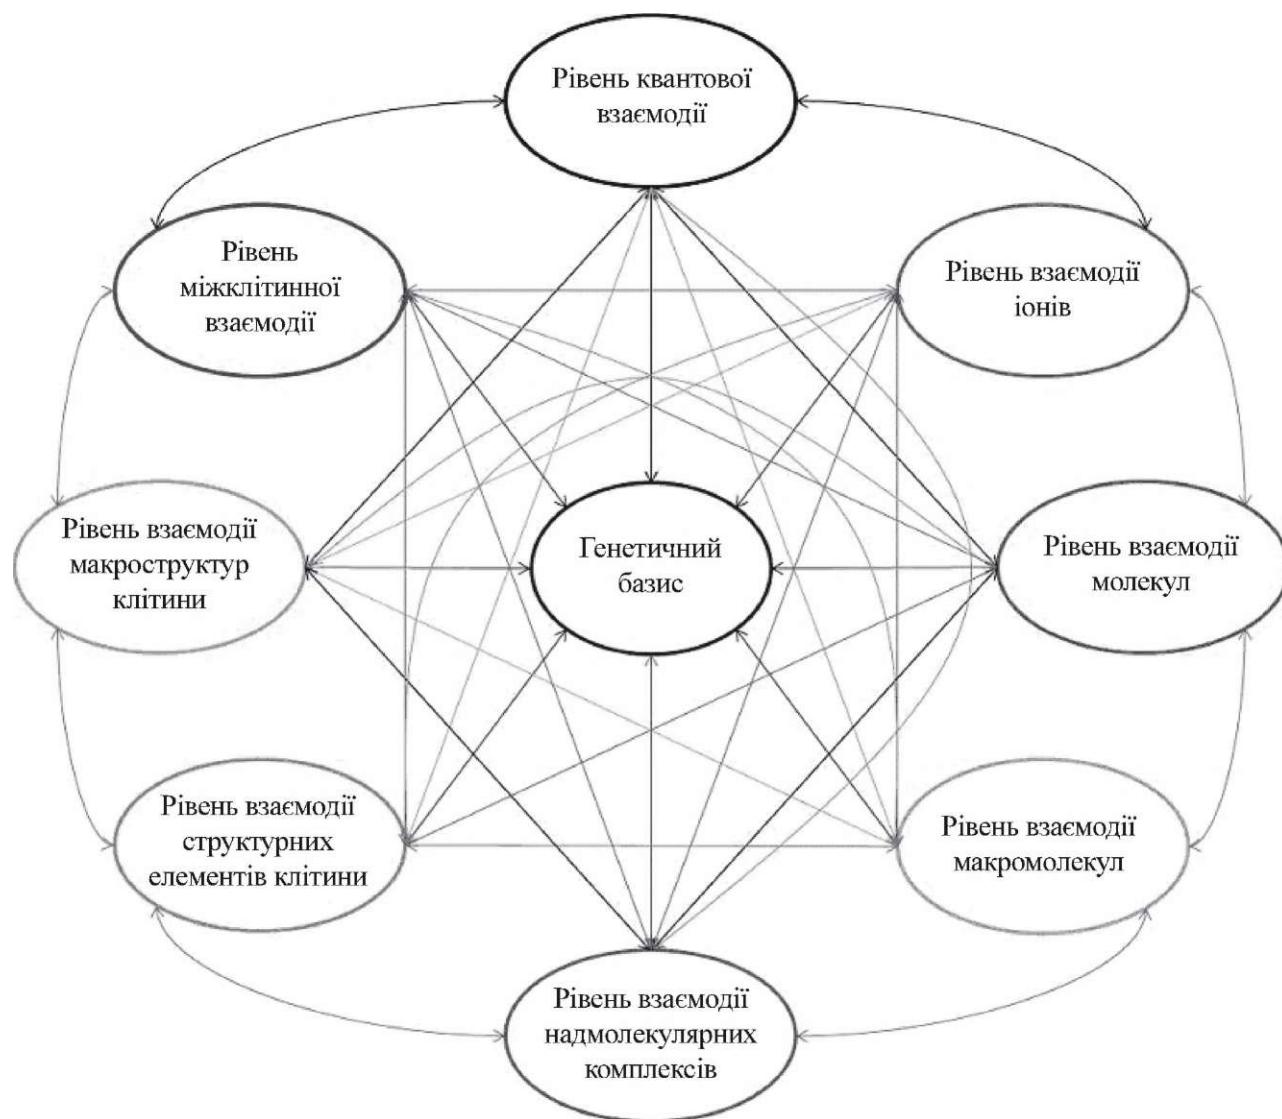 Рівень квантової
взаємодії
Рівень
міжклітинної
взаємодії
Рівень взаємодії
іонів
Рівень взаємодії
макроструктур
клітини
Генетичний
базис
Рівень взаємодії
молекул
Рівень взаємодії
структурних
елементів клітини
Рівень взаємодії
макромолекул
Рівень взаємодії
надмолекулярних
комплексів